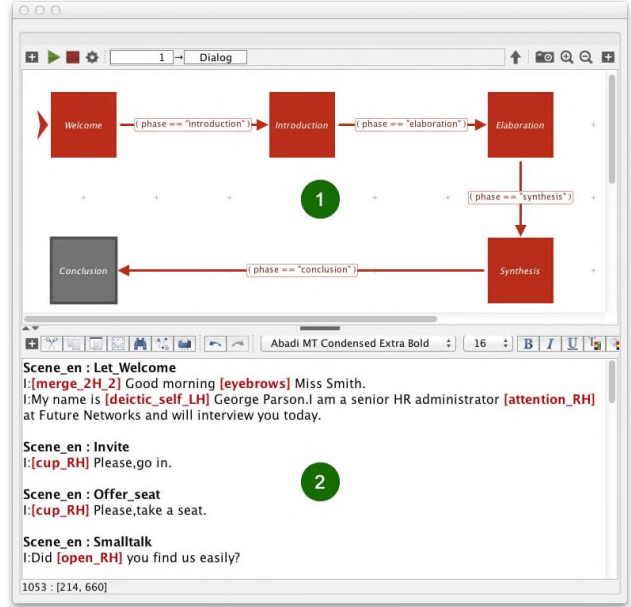 1 → Dialog
Welcome
( phase == "introduction" )
Introduction
( phase == "elaboration" )
Elaboration
1
( phase == "synthesis" )
Conclusion
( phase == "conclusion" )
Synthesis
Abadi MT Condensed Extra Bold 16 B I U T
Scene_en : Let_Welcome
I:[merge_2H_2] Good morning [eyebrows] Miss Smith.
I:My name is [deictic_self_LH] George Parson.I am a senior HR administrator [attention_RH]
at Future Networks and will interview you today.
Scene_en : Invite
I:[cup_RH] Please,go in.
2
Scene_en : Offer_seat
I:[cup_RH] Please,take a seat.
Scene_en : Smalltalk
I:Did [open_RH] you find us easily?
1053 : [214, 660]